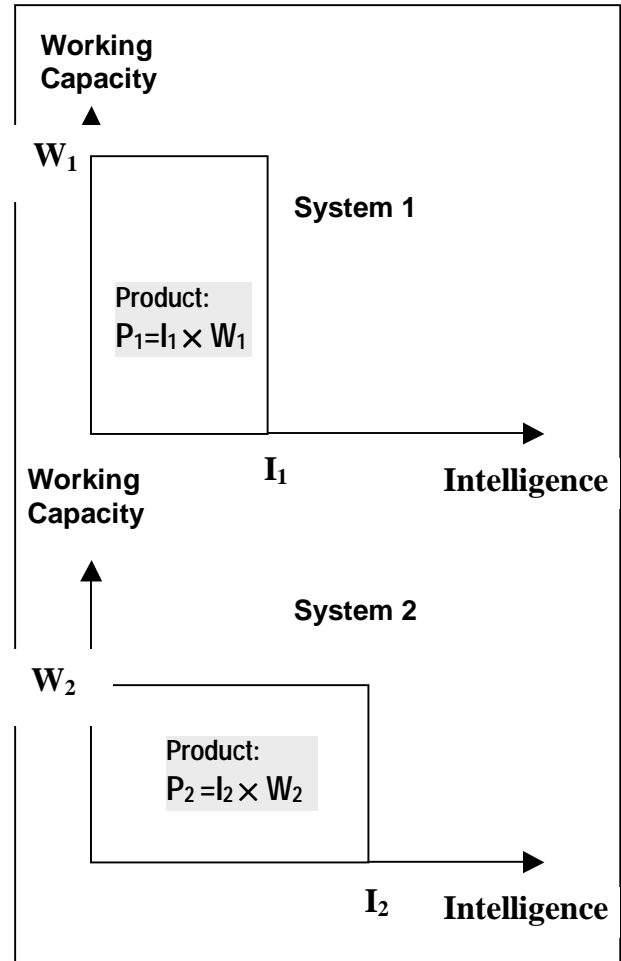 Working
Capacity
W₁
System 1
Product:
P₁=I₁ × W₁
I₁
Intelligence
Working
Capacity
System 2
W₂
Product:
P₂ =I₂ × W₂
I₂
Intelligence